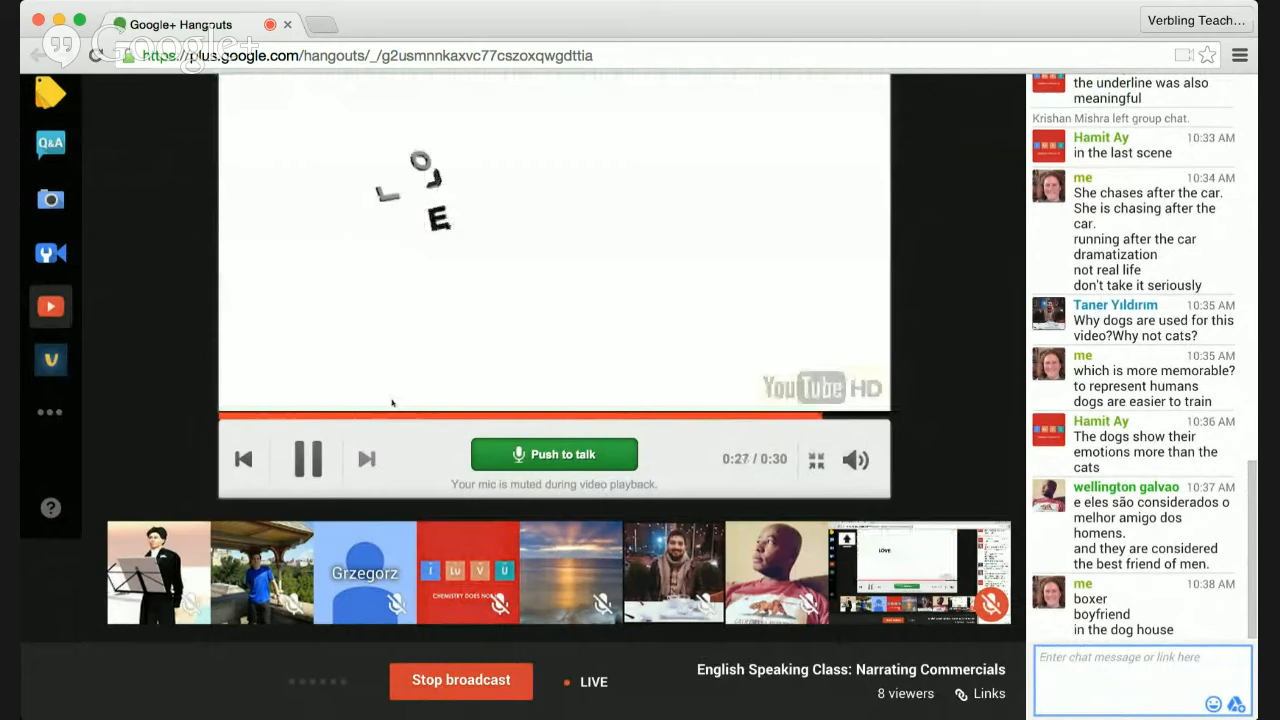 Google+ Hangouts
Verbling Teach...
Google+
https://plus.google.com/hangouts/_/g2usmnnkaxvc77cszoxqvgdttia
Q&A
V
?
L
O
V
E
YouTube HD
Push to talk
0:27 / 0:30
Your mic is muted during video playback.
Grzegorz
I Lu V U
CHEMISTRY DOES NO
LOVE
Stop broadcast
LIVE
English Speaking Class: Narrating Commercials
8 viewers
Links
the underline was also
meaningful
Krishan Mishra left group chat.
Hamit Ay 10:33 AM
in the last scene
me 10:34 AM
She chases after the car.
She is chasing after the
car.
running after the car
dramatization
not real life
don't take it seriously
Taner Yıldırım 10:35 AM
Why dogs are used for this
video?Why not cats?
me 10:35 AM
which is more memorable?
to represent humans
dogs are easier to train
Hamit Ay 10:36 AM
The dogs show their
emotions more than the
cats
wellington galvao 10:37 AM
e eles são considerados o
melhor amigo dos
homens.
and they are considered
the best friend of men.
me 10:38 AM
boxer
boyfriend
in the dog house
Enter chat message or link here